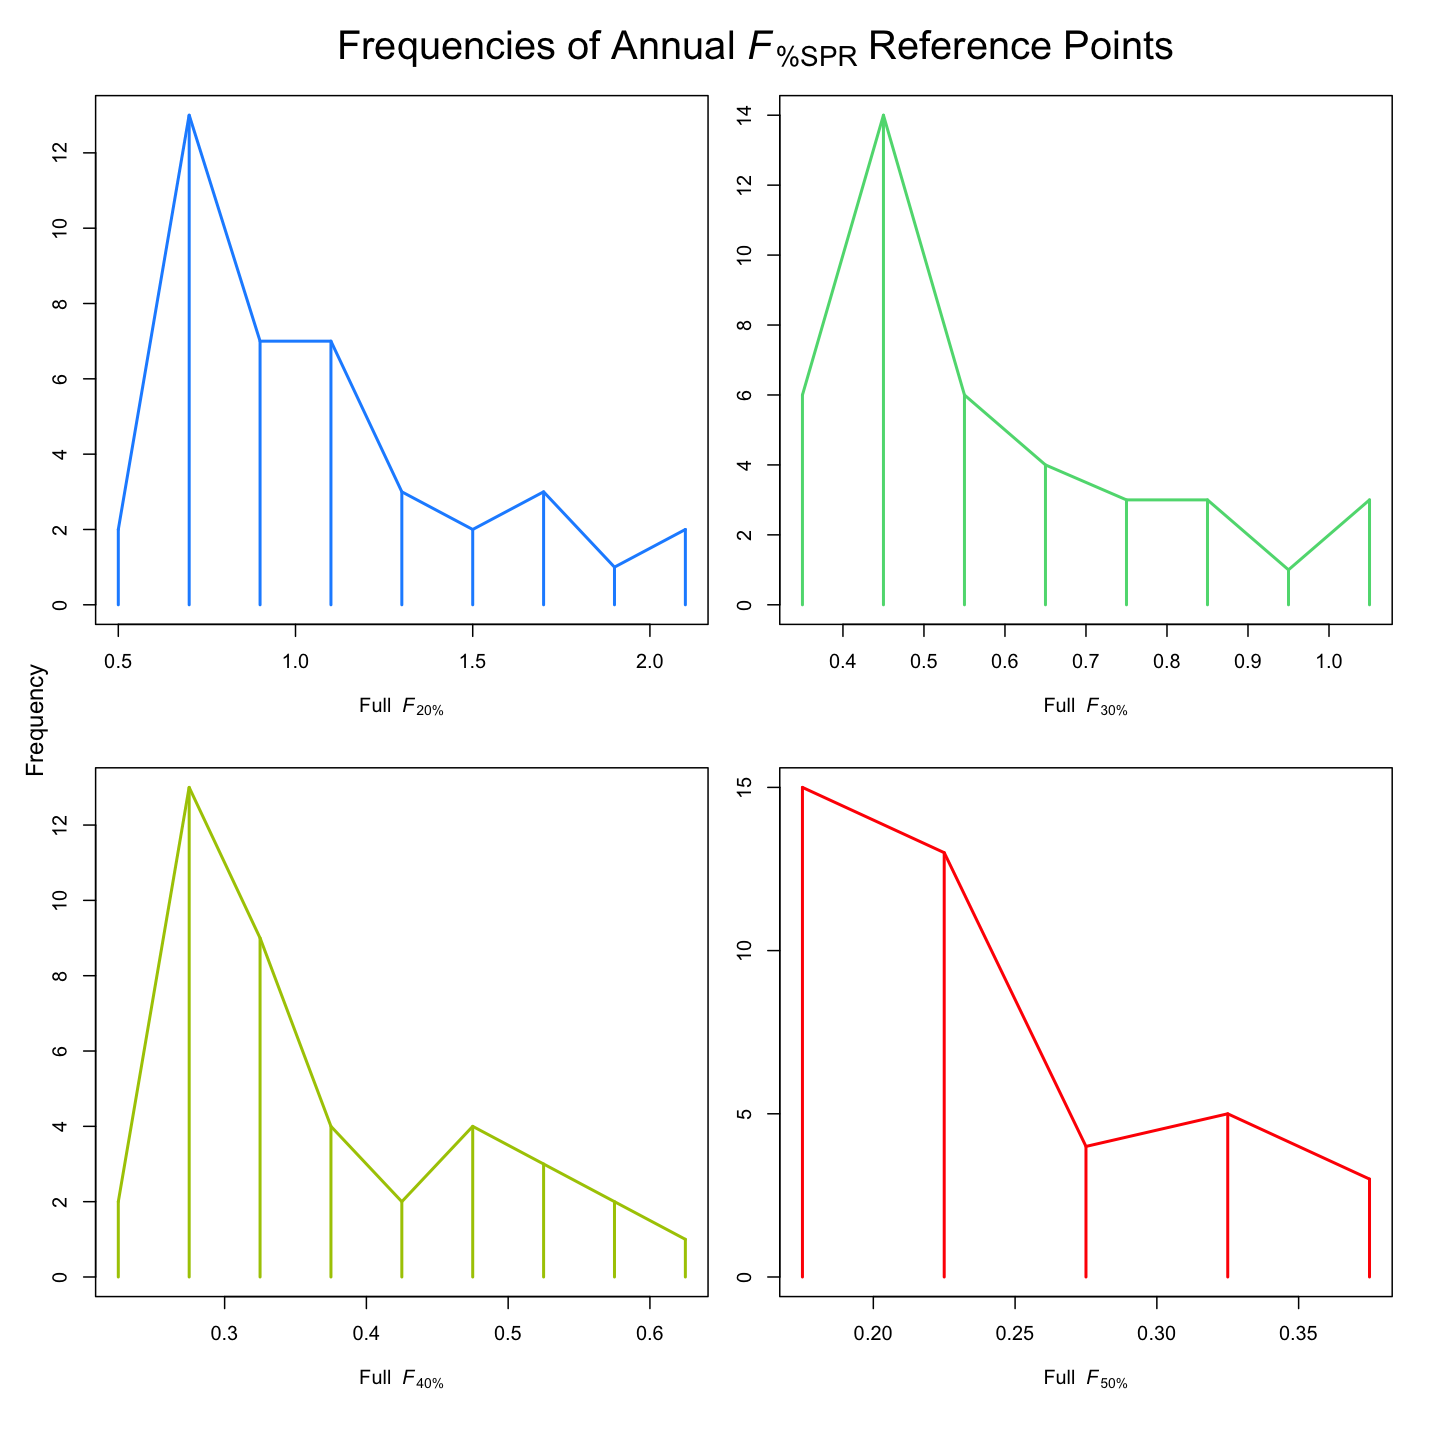 Frequencies of Annual F%SPR Reference Points
Frequency
0 2 4 6 8 10 12
0.5 1.0 1.5 2.0
Full F20%
0 2 4 6 8 10 12 14
0.4 0.5 0.6 0.7 0.8 0.9 1.0
Full F30%
0 2 4 6 8 10 12
0.3 0.4 0.5 0.6
Full F40%
0 5 10 15
0.20 0.25 0.30 0.35
Full F50%